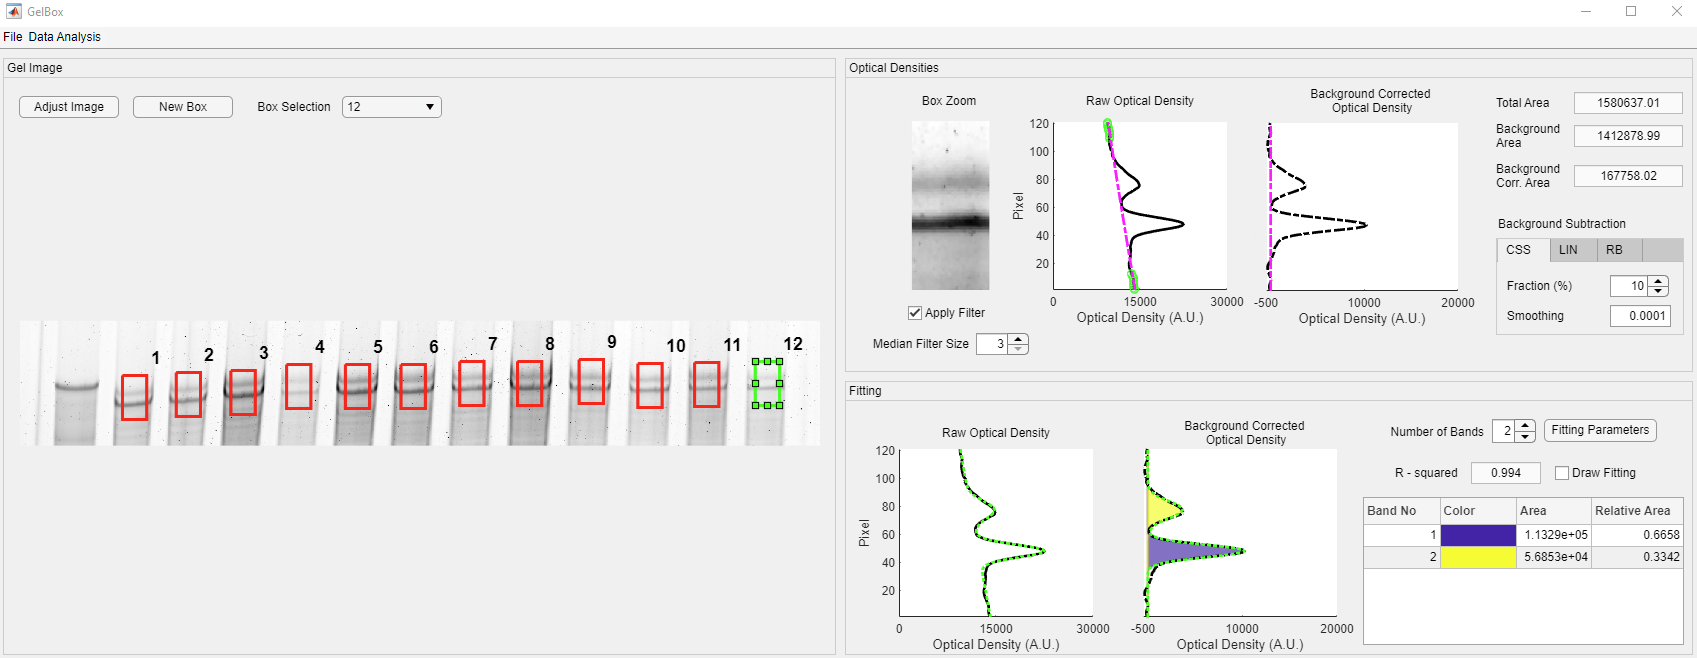 GelBox
File Data Analysis
Gel Image
Adjust Image
New Box
Box Selection
12
1
2
3
4
5
6
7
8
9
10
11
12
Optical Densities
Box Zoom
Apply Filter
Median Filter Size
3
Raw Optical Density
120
100
80
60
40
20
Pixel
0
15000
30000
Optical Density (A.U.)
Background Corrected
Optical Density
-500
10000
20000
Optical Density (A.U.)
Total Area
1580637.01
Background
Area
1412878.99
Background
Corr. Area
167758.02
Background Subtraction
CSS
LIN
RB
Fraction (%)
10
Smoothing
0.0001
Fitting
Raw Optical Density
120
100
80
60
40
20
Pixel
0
15000
30000
Optical Density (A.U.)
Background Corrected
Optical Density
-500
10000
20000
Optical Density (A.U.)
Number of Bands
2
Fitting Parameters
R - squared
0.994
Draw Fitting
Band No Color Area Relative Area
1 1.1329e+05 0.6658
2 5.6853e+04 0.3342